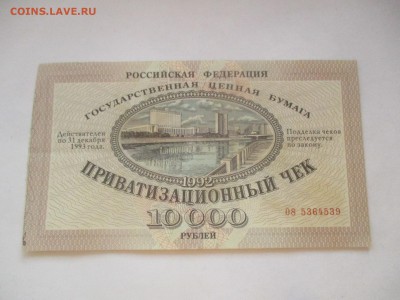 COINS.LAVE.RU
РОССИЙСКАЯ ФЕДЕРАЦИЯ
ГОСУДАРСТВЕННАЯ ЦЕННАЯ БУМАГА
Действителен
по 31 декабря
1993 года.
Подделка чеков
преследуется
по закону.
1992
ПРИВАТИЗАЦИОННЫЙ ЧЕК
10 000
08 5364539
РУБЛЕЙ